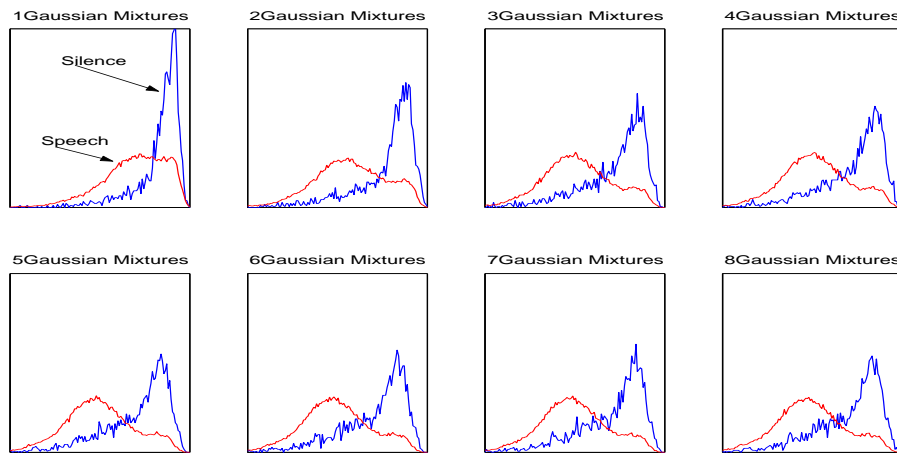 1Gaussian Mixtures
2Gaussian Mixtures
3Gaussian Mixtures
4Gaussian Mixtures
Silence
Speech
5Gaussian Mixtures
6Gaussian Mixtures
7Gaussian Mixtures
8Gaussian Mixtures